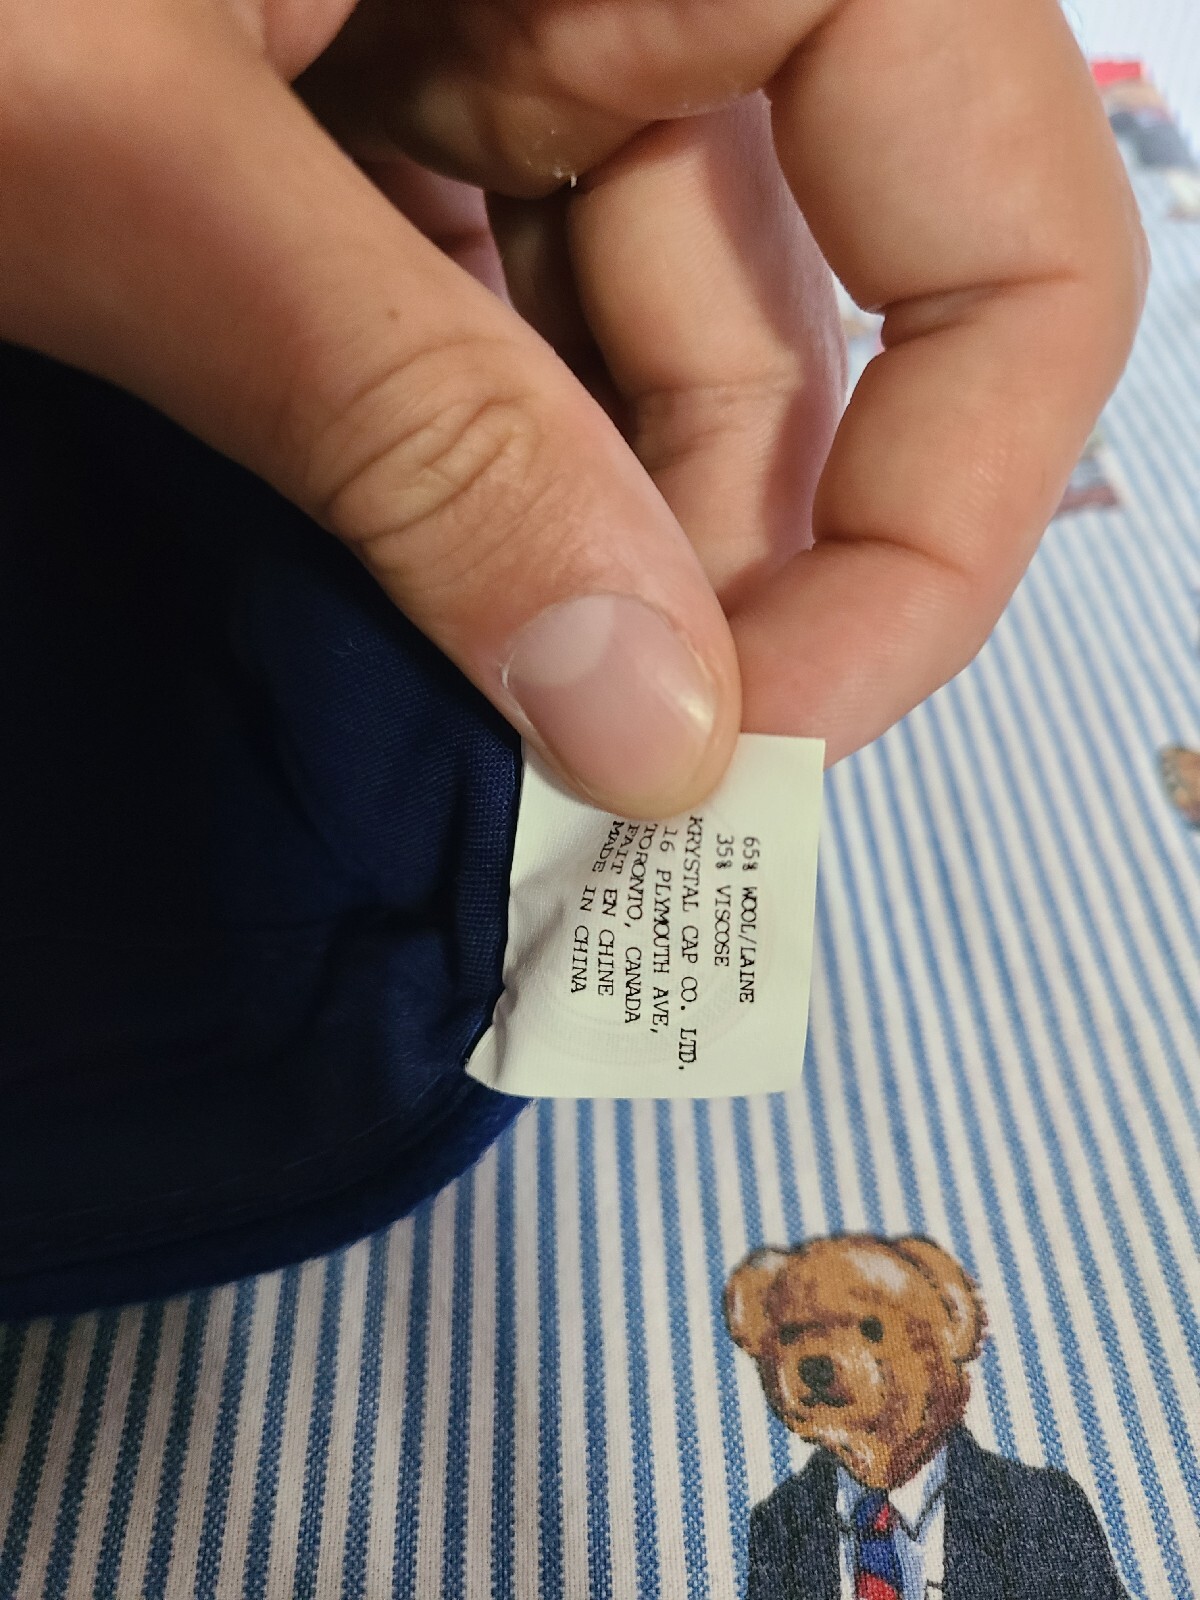 65% WOOL/LAINE
35% VISCOSE
KRYSTAL CAP CO. LTD.
16 PLYMOUTH AVE,
TORONTO, CANADA
FAIT EN CHINE
MADE IN CHINA